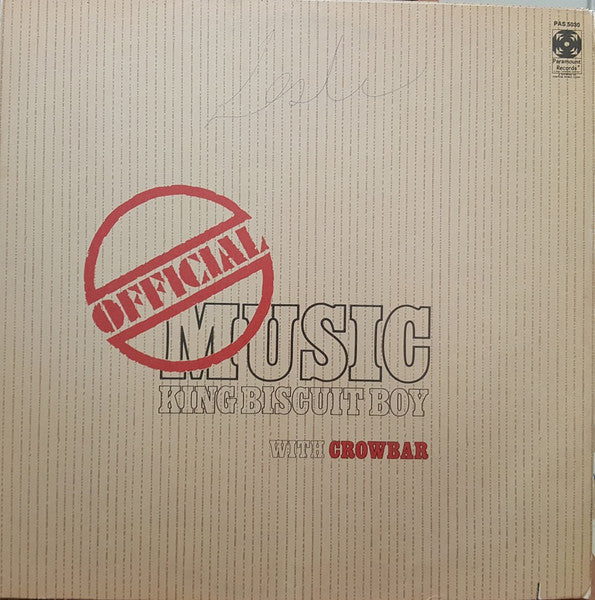 PAS 5030
Paramount
Records
OFFICIAL
MUSIC
KING BISCUIT BOY
WITH CROWBAR